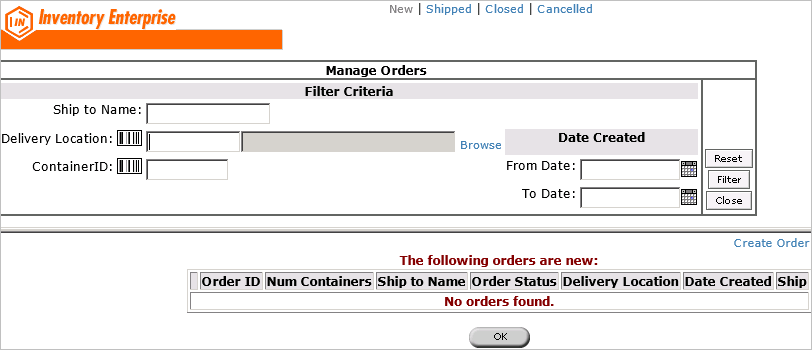 IN Inventory Enterprise
New | Shipped | Closed | Cancelled
Manage Orders
Filter Criteria
Ship to Name:
Delivery Location: Browse
Date Created
ContainerID:
From Date:
To Date:
Reset
Filter
Close
Create Order
The following orders are new:
Order ID Num Containers Ship to Name Order Status Delivery Location Date Created Ship
No orders found.
OK